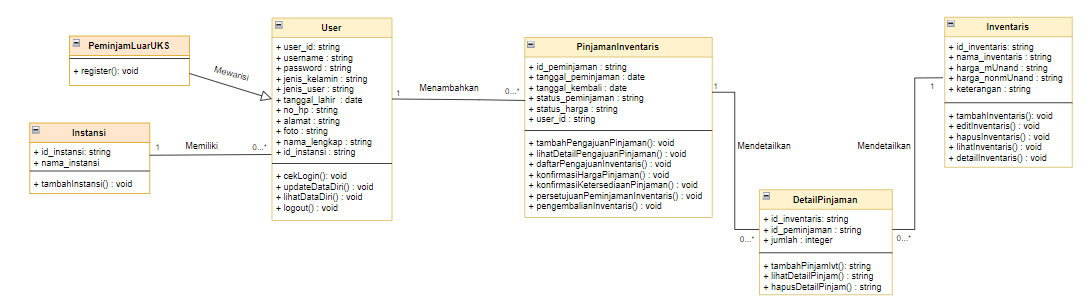 PeminjamLuarUKS
+ register(): void
Mewarisi
Instansi
+ id_instansi: string
+ nama_instansi
+ tambahInstansi() : void
1
Memiliki
0...*
User
+ user_id: string
+ username : string
+ password : string
+ jenis_kelamin : string
+ jenis_user : string
+ tanggal_lahir : date
+ no_hp : string
+ alamat : string
+ foto : string
+ nama_lengkap : string
+ id_instansi : string
+ cekLogin() : void
+ updateDataDiri() : void
+ lihatDataDiri() : void
+ logout() : void
1
Menambahkan
0...*
PinjamanInventaris
+ id_peminjaman : string
+ tanggal_peminjaman : date
+ tanggal_kembali : date
+ status_peminjaman : string
+ status_harga : string
+ user_id : string
+ tambahPengajuanPinjaman(): void
+ lihatDetailPengajuanPinjaman() : void
+ daftarPengajuanInventaris() : void
+ konfirmasiHargaPinjaman() : void
+ konfirmasiKetersediaanPinjaman() : void
+ persetujuanPeminjamanInventaris() : void
+ pengembalianInventaris() : void
1
Mendetailkan
0...*
DetailPinjaman
+ id_inventaris: string
+ id_peminjaman : string
+ jumlah : integer
+ tambahPinjamIvt(): string
+ lihatDetailPinjam() : string
+ hapusDetailPinjam() : string
0...*
Mendetailkan
1
Inventaris
+ id_inventaris: string
+ nama_inventaris : string
+ harga_mUnand : string
+ harga_nonmUnand : string
+ keterangan : string
+ tambahInventaris(): void
+ editInventaris() : void
+ hapusInventaris() : void
+ lihatInventaris() : void
+ detailInventaris() : void